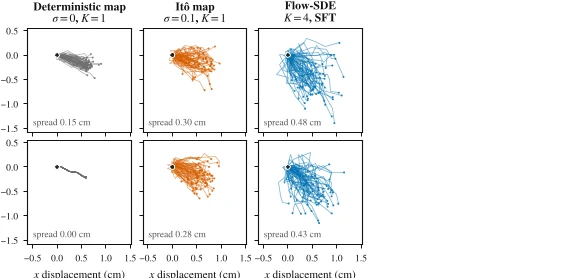 Deterministic map
σ = 0, K = 1
Itô map
σ = 0.1, K = 1
Flow-SDE
K = 4, SFT
0.5
0.0
−0.5
−1.0
−1.5
spread 0.15 cm
spread 0.30 cm
spread 0.48 cm
0.5
0.0
−0.5
−1.0
−1.5
spread 0.00 cm
spread 0.28 cm
spread 0.43 cm
−0.5 0.0 0.5 1.0 1.5
−0.5 0.0 0.5 1.0 1.5
−0.5 0.0 0.5 1.0 1.5
x displacement (cm)
x displacement (cm)
x displacement (cm)